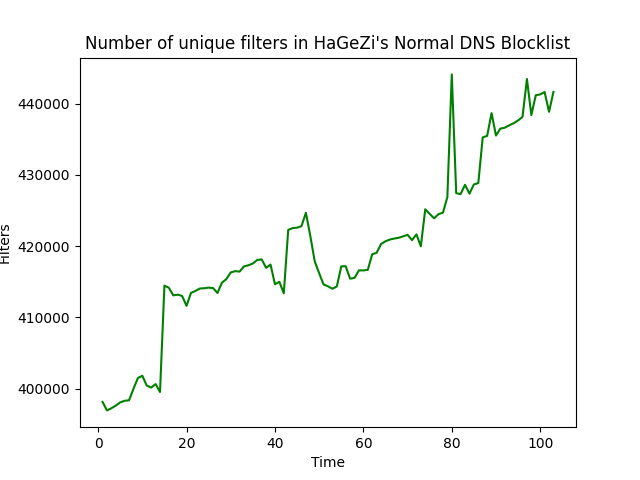 Number of unique filters in HaGeZi's Normal DNS Blocklist
440000
430000
420000
410000
400000
Filters
0 20 40 60 80 100
Time